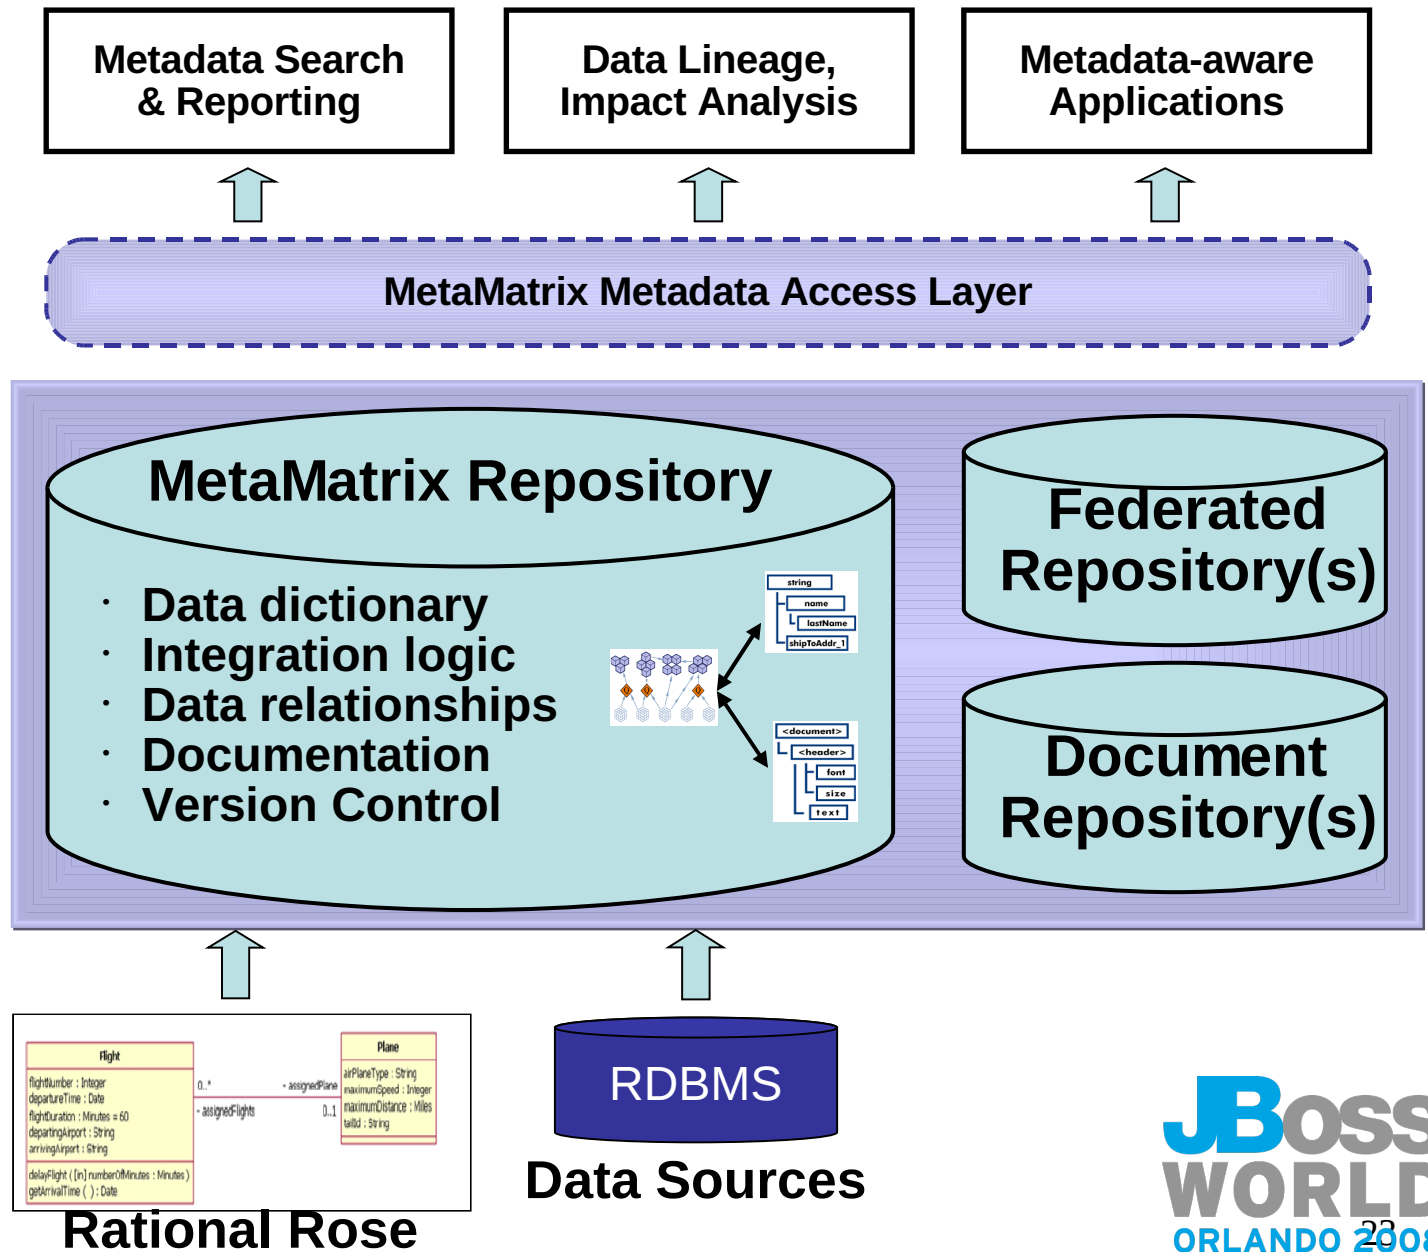 Metadata Search
& Reporting
Data Lineage,
Impact Analysis
Metadata-aware
Applications
MetaMatrix Metadata Access Layer
MetaMatrix Repository
· Data dictionary
· Integration logic
· Data relationships
· Documentation
· Version Control
string
name
lastName
shipToAddr_1
Q Q Q
<document>
<header>
font
size
text
Federated
Repository(s)
Document
Repository(s)
Flight
flightNumber : Integer
departureTime : Date
flightDuration : Minutes = 60
departingAirport : String
arrivingAirport : String
delayFlight ( [in] numberOfMinutes : Minutes )
getArrivalTime ( ) : Date
0..*
- assignedFlights
- assignedPlane
0..1
Plane
airPlaneType : String
maximumSpeed : Integer
maximumDistance : Miles
tailId : String
Rational Rose
RDBMS
Data Sources
JBOSS
WORLD
ORLANDO 2008
23